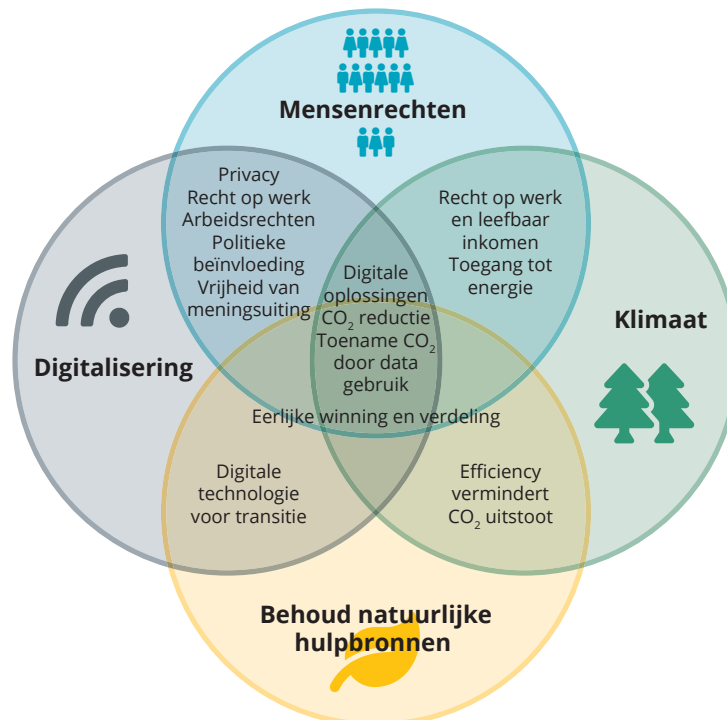 Mensenrechten
Privacy
Recht op werk
Arbeidsrechten
Politieke
beïnvloeding
Vrijheid van
meningsuiting
Recht op werk
en leefbaar
inkomen
Toegang tot
energie
Digitale
oplossingen
CO₂ reductie
Toename CO₂
door data
gebruik
Klimaat
Digitalisering
Eerlijke winning en verdeling
Digitale
technologie
voor transitie
Efficiency
vermindert
CO₂ uitstoot
Behoud natuurlijke
hulpbronnen